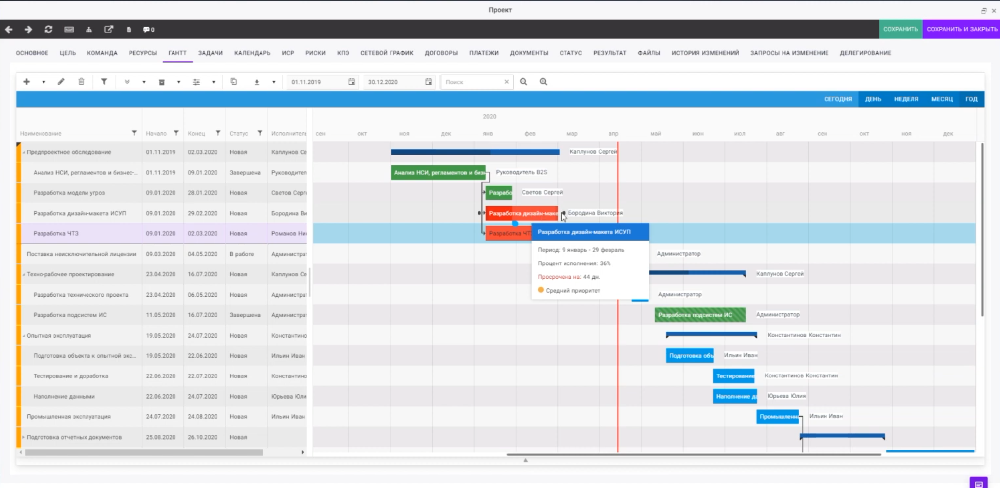 Проект
0
СОХРАНИТЬ
СОХРАНИТЬ И ЗАКРЫТЬ
ОСНОВНОЕ ЦЕЛЬ КОМАНДА РЕСУРСЫ ГАНТТ ЗАДАЧИ КАЛЕНДАРЬ ИСР РИСКИ КПЭ СЕТЕВОЙ ГРАФИК ДОГОВОРЫ ПЛАТЕЖИ ДОКУМЕНТЫ СТАТУС РЕЗУЛЬТАТ ФАЙЛЫ ИСТОРИЯ ИЗМЕНЕНИЙ ЗАПРОСЫ НА ИЗМЕНЕНИЕ ДЕЛЕГИРОВАНИЕ
01.11.2019 30.12.2020 Поиск
СЕГОДНЯ ДЕНЬ НЕДЕЛЯ МЕСЯЦ ГОД
2020
Наименование Начало Конец Статус Исполнитель сен окт ноя дек янв фев мар апр май июн июл авг сен окт ноя дек
Предпроектное обследование 01.11.2019 02.03.2020 Новая Каплунов Се Каплунов Сергей
Анализ НСИ, регламентов и бизнес-... 01.11.2019 09.01.2020 Завершена Руководител Анализ НСИ, регламентов и биз Руководитель B2S
Разработка модели угроз 09.01.2020 28.01.2020 Новая Светов Серг Разрабо Светов Сергей
Разработка дизайн-макета ИСУП 09.01.2020 29.02.2020 Новая Бородина Ви Разработка дизайн-маке Бородина Виктория
Разработка ЧТЗ 09.01.2020 02.03.2020 Новая Романов Ник Разработка ЧТ
Разработка дизайн-макета ИСУП
Период: 9 январь - 29 февраль
Процент исполнения: 36%
Просрочена на: 44 дн.
Средний приоритет
Поставка неисключительной лицензии 09.03.2020 04.05.2020 В работе Администрат Администратор
Техно-рабочее проектирование 23.04.2020 16.07.2020 Новая Каплунов Се Каплунов Сергей
Разработка технического проекта 23.04.2020 06.05.2020 Новая Администрат Администратор
Разработка подсистем ИС 11.05.2020 16.07.2020 Завершена Администрат Разработка подсистем ИС Администратор
Опытная эксплуатация 19.05.2020 24.07.2020 Новая Константино Константинов Константин
Подготовка объекта к опытной экс... 19.05.2020 22.06.2020 Новая Ильин Иван Подготовка объ Ильин Иван
Тестирование и доработка 22.06.2020 22.07.2020 Новая Константино Тестирование Константинов Константин
Наполнение данными 22.06.2020 24.07.2020 Новая Юрьева Юли Наполнение да Юрьева Юлия
Промышленная эксплуатация 24.07.2020 24.08.2020 Новая Ильин Иван Промышленн Ильин Иван
Подготовка отчетных документов 25.08.2020 26.10.2020 Новая